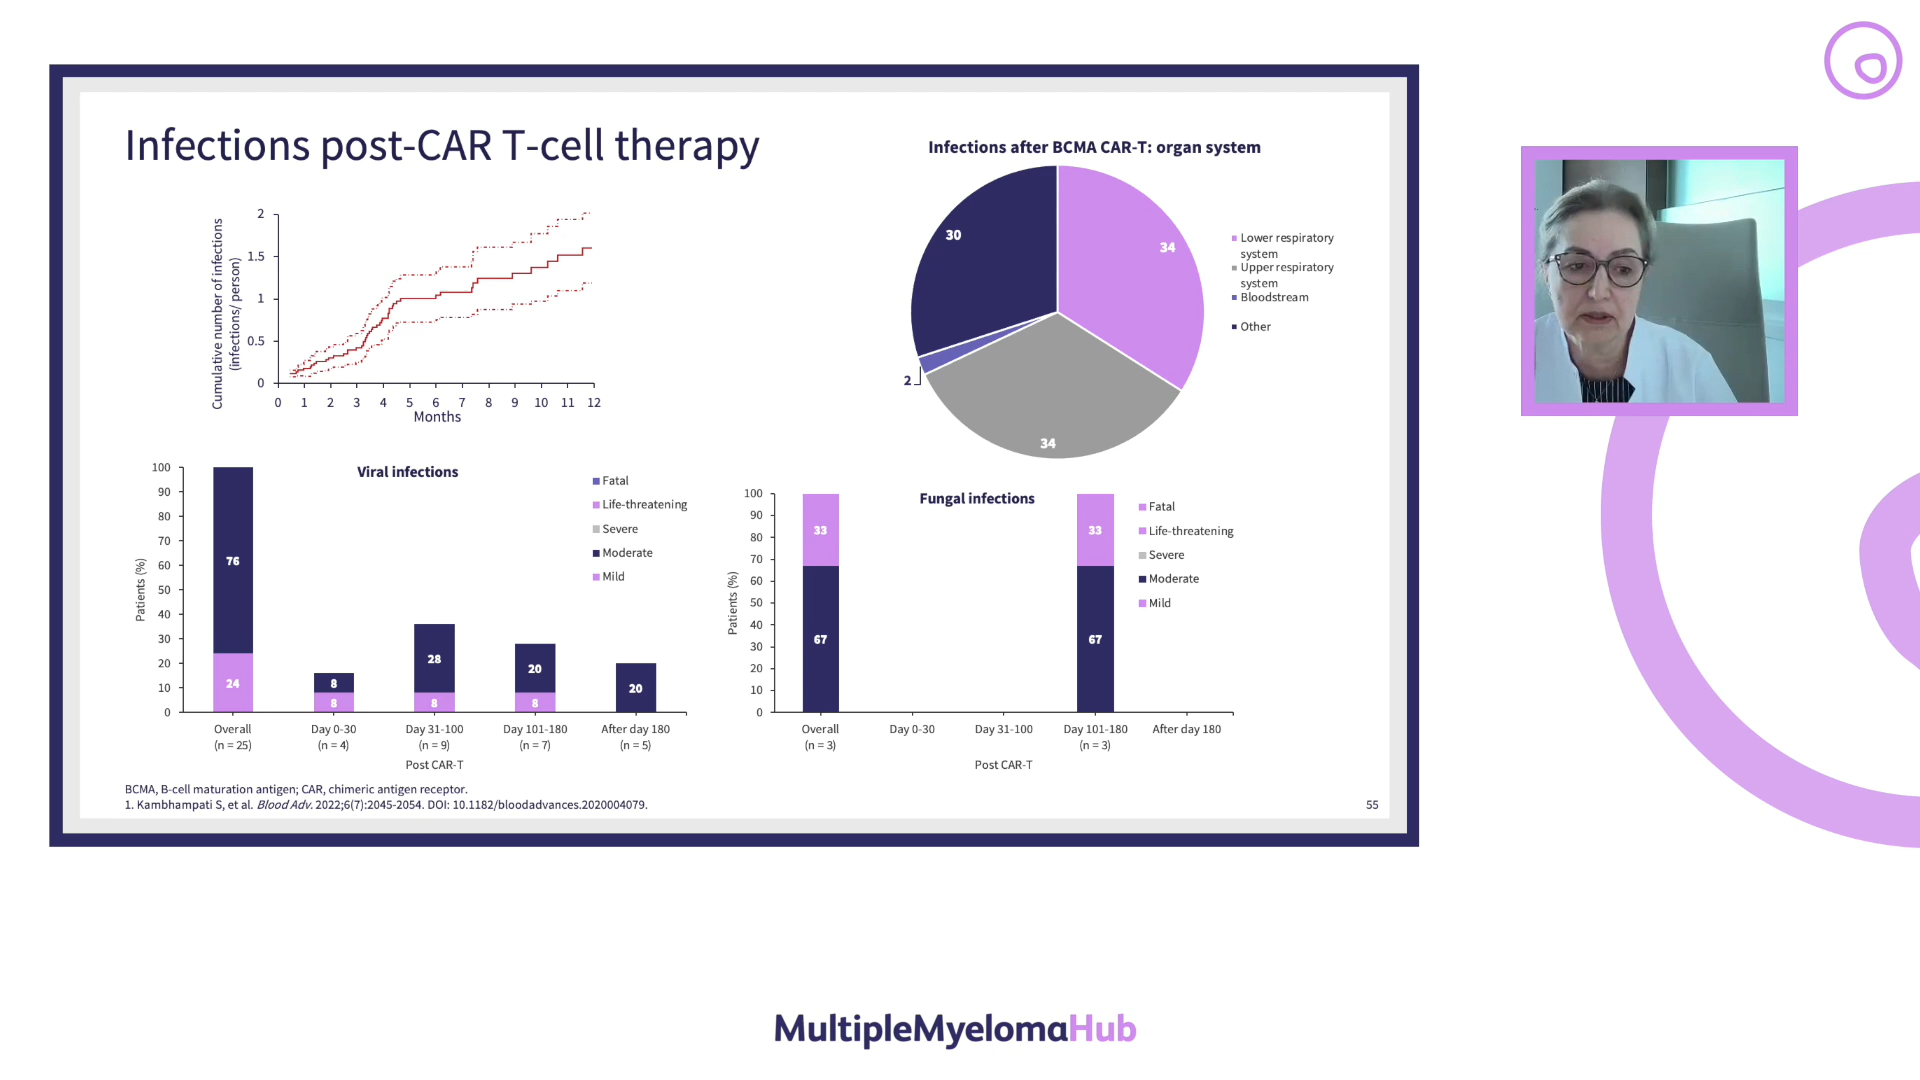 Infections post-CAR T-cell therapy
Cumulative number of infections
(infections/ person)
2
1.5
1
0.5
0
0 1 2 3 4 5 6 7 8 9 10 11 12
Months
Infections after BCMA CAR-T: organ system
30
34
2
34
Lower respiratory
system
Upper respiratory
system
Bloodstream
Other
Viral infections
Patients (%)
100
90
80
70
60
50
40
30
20
10
0
76
24
8
8
28
8
20
8
20
Fatal
Life-threatening
Severe
Moderate
Mild
Overall Day 0-30 Day 31-100 Day 101-180 After day 180
(n = 25) (n = 4) (n = 9) (n = 7) (n = 5)
Post CAR-T
Fungal infections
Patients (%)
100
90
80
70
60
50
40
30
20
10
0
33
67
33
67
Fatal
Life-threatening
Severe
Moderate
Mild
Overall Day 0-30 Day 31-100 Day 101-180 After day 180
(n = 3) (n = 3)
Post CAR-T
BCMA, B-cell maturation antigen; CAR, chimeric antigen receptor.
1. Kambhampati S, et al. Blood Adv. 2022;6(7):2045-2054. DOI: 10.1182/bloodadvances.2020004079.
55
MultipleMyelomaHub